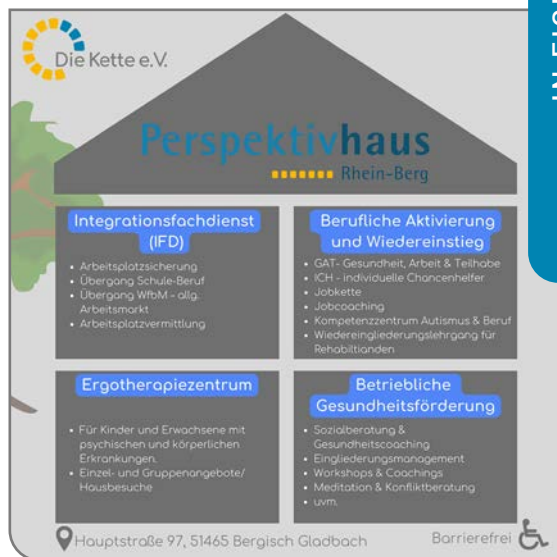 Die Kette e.V.
Perspektivhaus
Rhein-Berg
Integrationsfachdienst
(IFD)
• Arbeitsplatzsicherung
• Übergang Schule-Beruf
• Übergang WfbM - allg.
Arbeitsmarkt
• Arbeitsplatzvermittlung
Berufliche Aktivierung
und Wiedereinstieg
• GAT- Gesundheit, Arbeit & Teilhabe
• ICH - individuelle Chancenhelfer
• Jobkette
• Jobcoaching
• Kompetenzzentrum Autismus & Beruf
• Wiedereingliederungslehrgang für
Rehabiltianden
Ergotherapiezentrum
• Für Kinder und Erwachsene mit
psychischen und körperlichen
Erkrankungen.
• Einzel- und Gruppenangebote/
Hausbesuche
Betriebliche
Gesundheitsförderung
• Sozialberatung &
Gesundheitscoaching
• Eingliederungsmanagement
• Workshops & Coachings
• Meditation & Konfliktberatung
• uvm.
Hauptstraße 97, 51465 Bergisch Gladbach
Barrierefrei